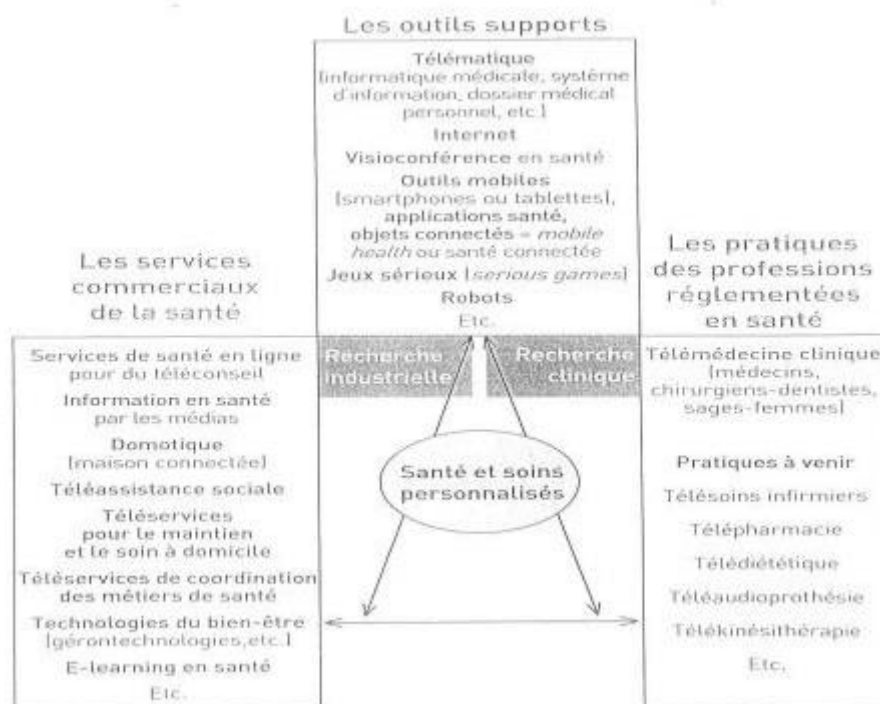 Les outils supports
Télématique
[informatique médicale, système
d'information, dossier médical
personnel, etc.]
Internet
Visioconférence en santé
Outils mobiles
[smartphones ou tablettes],
applications santé,
objets connectés = mobile
health ou santé connectée
Jeux sérieux [serious games]
Robots
Etc.
Les services
commerciaux
de la santé
Services de santé en ligne
pour du téléconseil
Information en santé
par les médias
Domotique
[maison connectée]
Téléassistance sociale
Téléservices
pour le maintien
et le soin à domicile
Téléservices de coordination
des métiers de santé
Technologies du bien-être
[gérontechnologies,etc.]
E-learning en santé
Etc.
Recherche
industrielle
Recherche
clinique
Santé et soins
personnalisés
Les pratiques
des professions
réglementées
en santé
Télémédecine clinique
[médecins,
chirurgiens-dentistes,
sages-femmes]
Pratiques à venir
Télésoins infirmiers
Télépharmacie
Télédiététique
Téléaudioprothésie
Télékinésithérapie
Etc.